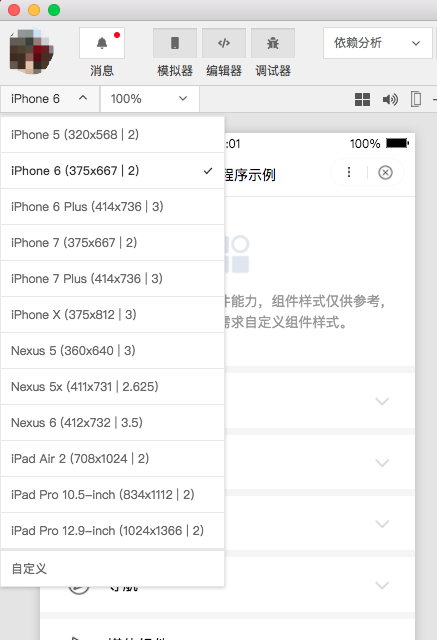 消息
模拟器
编辑器
调试器
依赖分析
iPhone 6
100%
:01
100%
程序示例
iPhone 5 (320x568 | 2)
iPhone 6 (375x667 | 2)
iPhone 6 Plus (414x736 | 3)
iPhone 7 (375x667 | 2)
iPhone 7 Plus (414x736 | 3)
iPhone X (375x812 | 3)
Nexus 5 (360x640 | 3)
Nexus 5x (411x731 | 2.625)
Nexus 6 (412x732 | 3.5)
iPad Air 2 (708x1024 | 2)
iPad Pro 10.5-inch (834x1112 | 2)
iPad Pro 12.9-inch (1024x1366 | 2)
自定义
件能力，组件样式仅供参考，
需求自定义组件样式。
导航